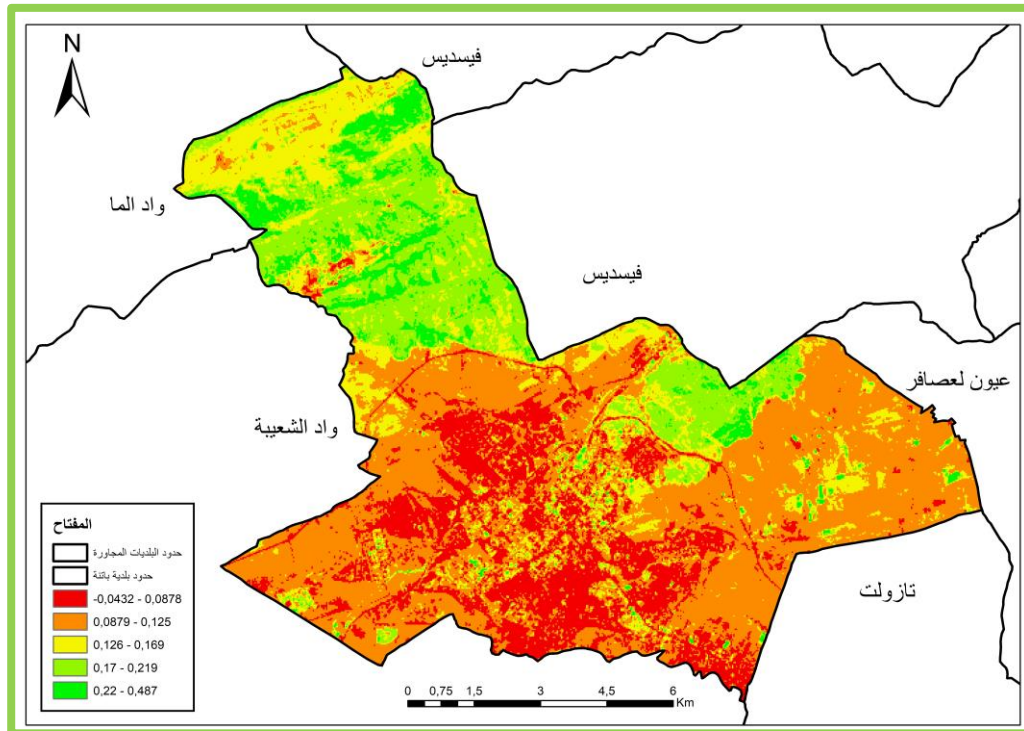 N
فيسديس
واد الما
فيسديس
عيون لعصافر
واد الشعيبة
تازولت
المفتاح
حدود البلديات المجاورة
حدود بلدية باتنة
-0,0432 - 0,0878
0,0879 - 0,125
0,126 - 0,169
0,17 - 0,219
0,22 - 0,487
0 0,75 1,5 3 4,5 6
Km